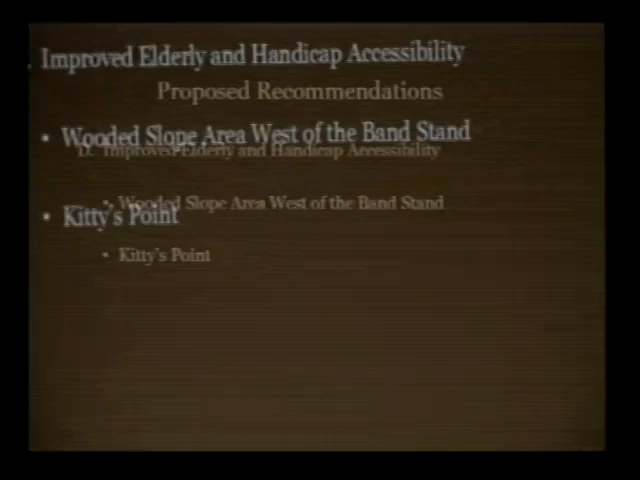 . Improved Elderly and Handicap Accessibility
Proposed Recommendations
• Wooded Slope Area West of the Band Stand
D. Improved Elderly and Handicap Accessibility
• Wooded Slope Area West of the Band Stand
• Kitty's Point
• Kitty's Point